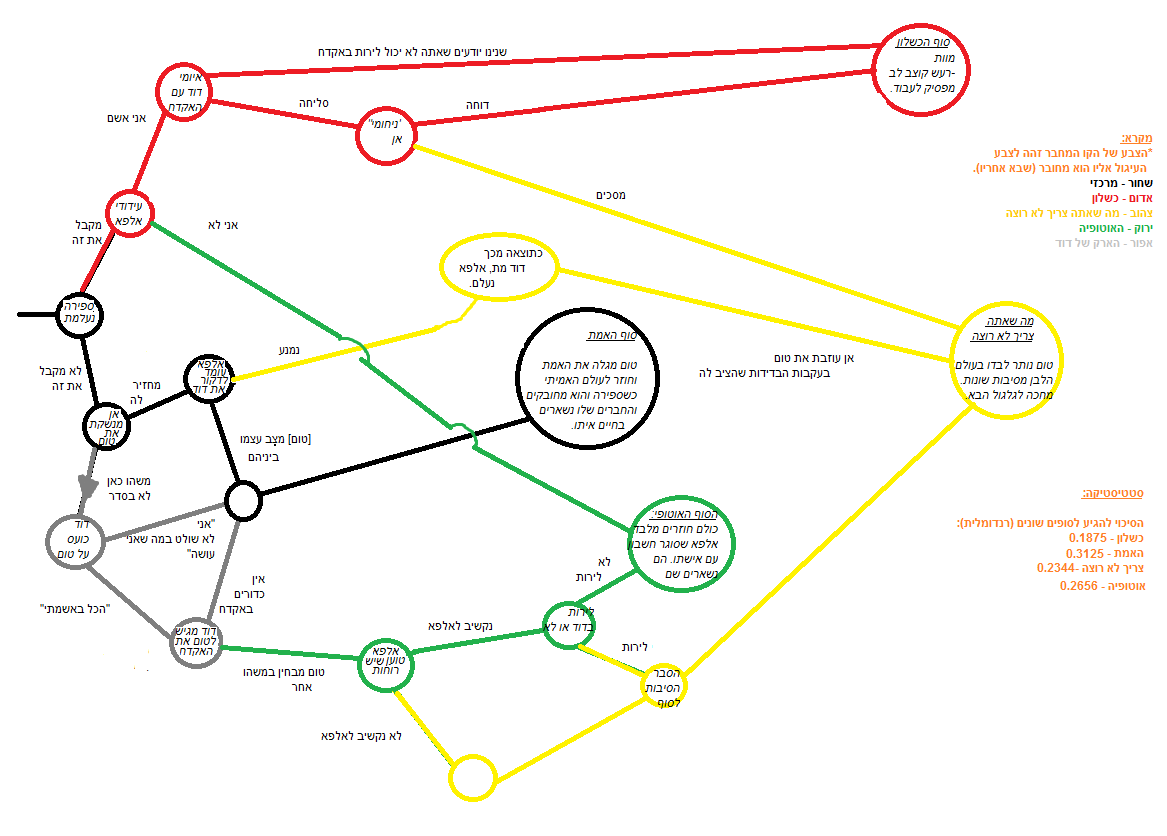 שנינו יודעים שאתה לא יכול לירות באקדח
סוף הכשלון
מוות
-רעש קוצב לב
מפסיק לעבוד.
איומי
דוד עם
האקדח
סליחה
דוחה
ניחומי"
אן
אני אשם
מקרא:
*הצבע של הקו המחבר זהה לצבע
העיגול אליו הוא מחובר (שבא אחריו).
שחור - מרכזי
אדום - כשלון
צהוב - מה שאתה צריך לא רוצה
ירוק - האוטופיה
אפור - הארק של דוד
מסכים
עידודי
אלפא
אני לא
מקבל
את זה
כתוצאה מכך
דוד מת, אלפא
נעלם.
ספירה
נעלמת
סוף האמת
טום מגלה את האמת
וחוזר לעולם האמיתי
כשספירה והוא מחובקים
והחברים שלו נשארים
בחיים איתו.
מה שאתה
צריך לא רוצה
טום נותר לבדו בעולם
הלבן מסיבות שונות.
מחכה לגלגול הבא.
נמנע
אן עוזבת את טום
בעקבות הבדידות שהציב לה
לא מקבל
את זה
מחזיר
לה
אלפא
עומד
לדקור
את דוד
אן
מנשקת
את
טום
[טום] מצב עצמו
ביניהם
משהו כאן
לא בסדר
דוד
כועס
על טום
"אני
לא שולט במה שאני
עושה"
הסוף האוטופי:
כולם חוזרים מלבד
אלפא שסוגר חשבון
עם אישתו. הם
נשארים שם
סטטיסטיקה:
הסיכוי להגיע לסופים שונים (רנדומלית):
כשלון - 0.1875
האמת - 0.3125
צריך לא רוצה -0.2344
אוטופיה - 0.2656
לא
לירות
אין
כדורים
באקדח
"הכל באשמתי"
לירות
בדוד או לא
נקשיב לאלפא
דוד מגיש
לטום את
האקדח
לירות
אלפא
טוען שיש
רוחות
טום מבחין במשהו
אחר
הסבר
הסיבות
לסוף
לא נקשיב לאלפא